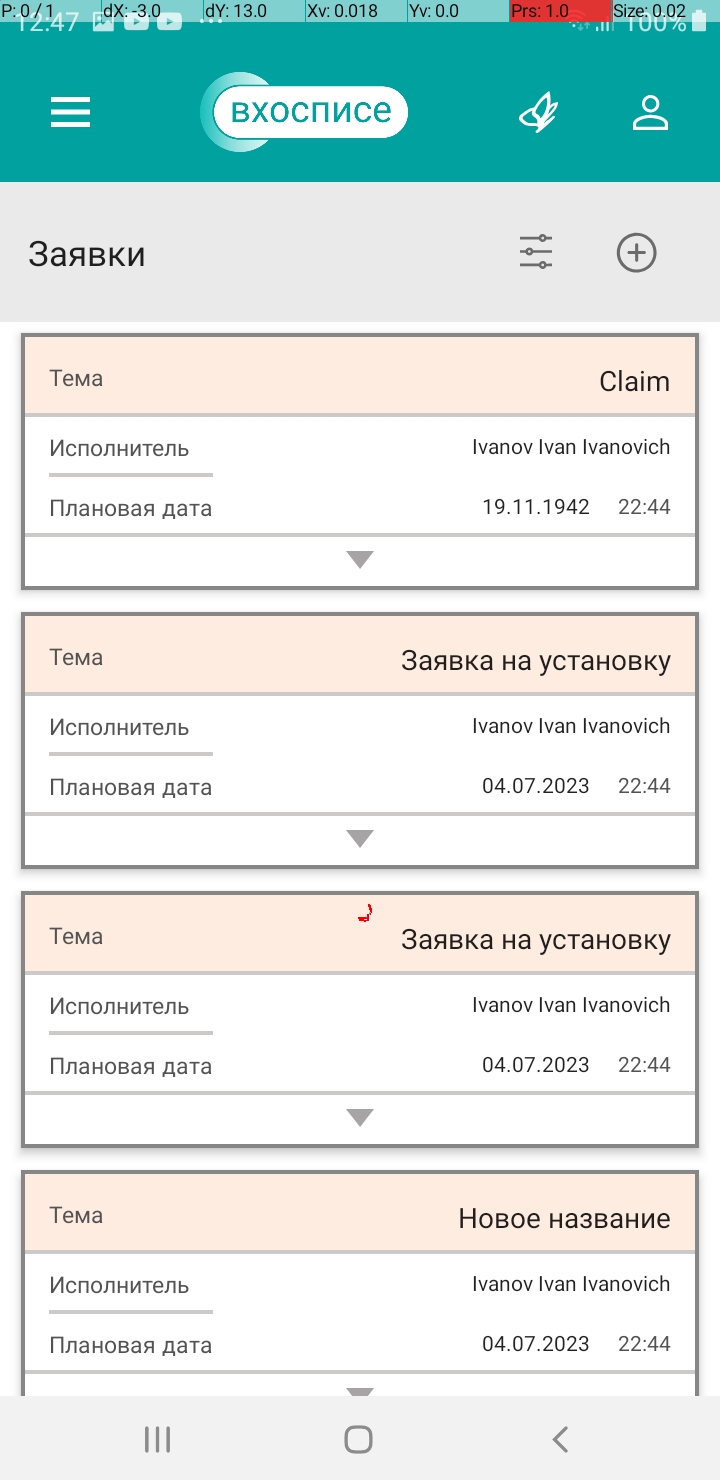 P: 0 / 1 dX: -3.0 dY: 13.0 Xv: 0.018 Yv: 0.0 Prs: 1.0 Size: 0.02
12:47 100%
вхосписе
Заявки
Тема Claim
Исполнитель Ivanov Ivan Ivanovich
Плановая дата 19.11.1942 22:44
Тема Заявка на установку
Исполнитель Ivanov Ivan Ivanovich
Плановая дата 04.07.2023 22:44
Тема Заявка на установку
Исполнитель Ivanov Ivan Ivanovich
Плановая дата 04.07.2023 22:44
Тема Новое название
Исполнитель Ivanov Ivan Ivanovich
Плановая дата 04.07.2023 22:44